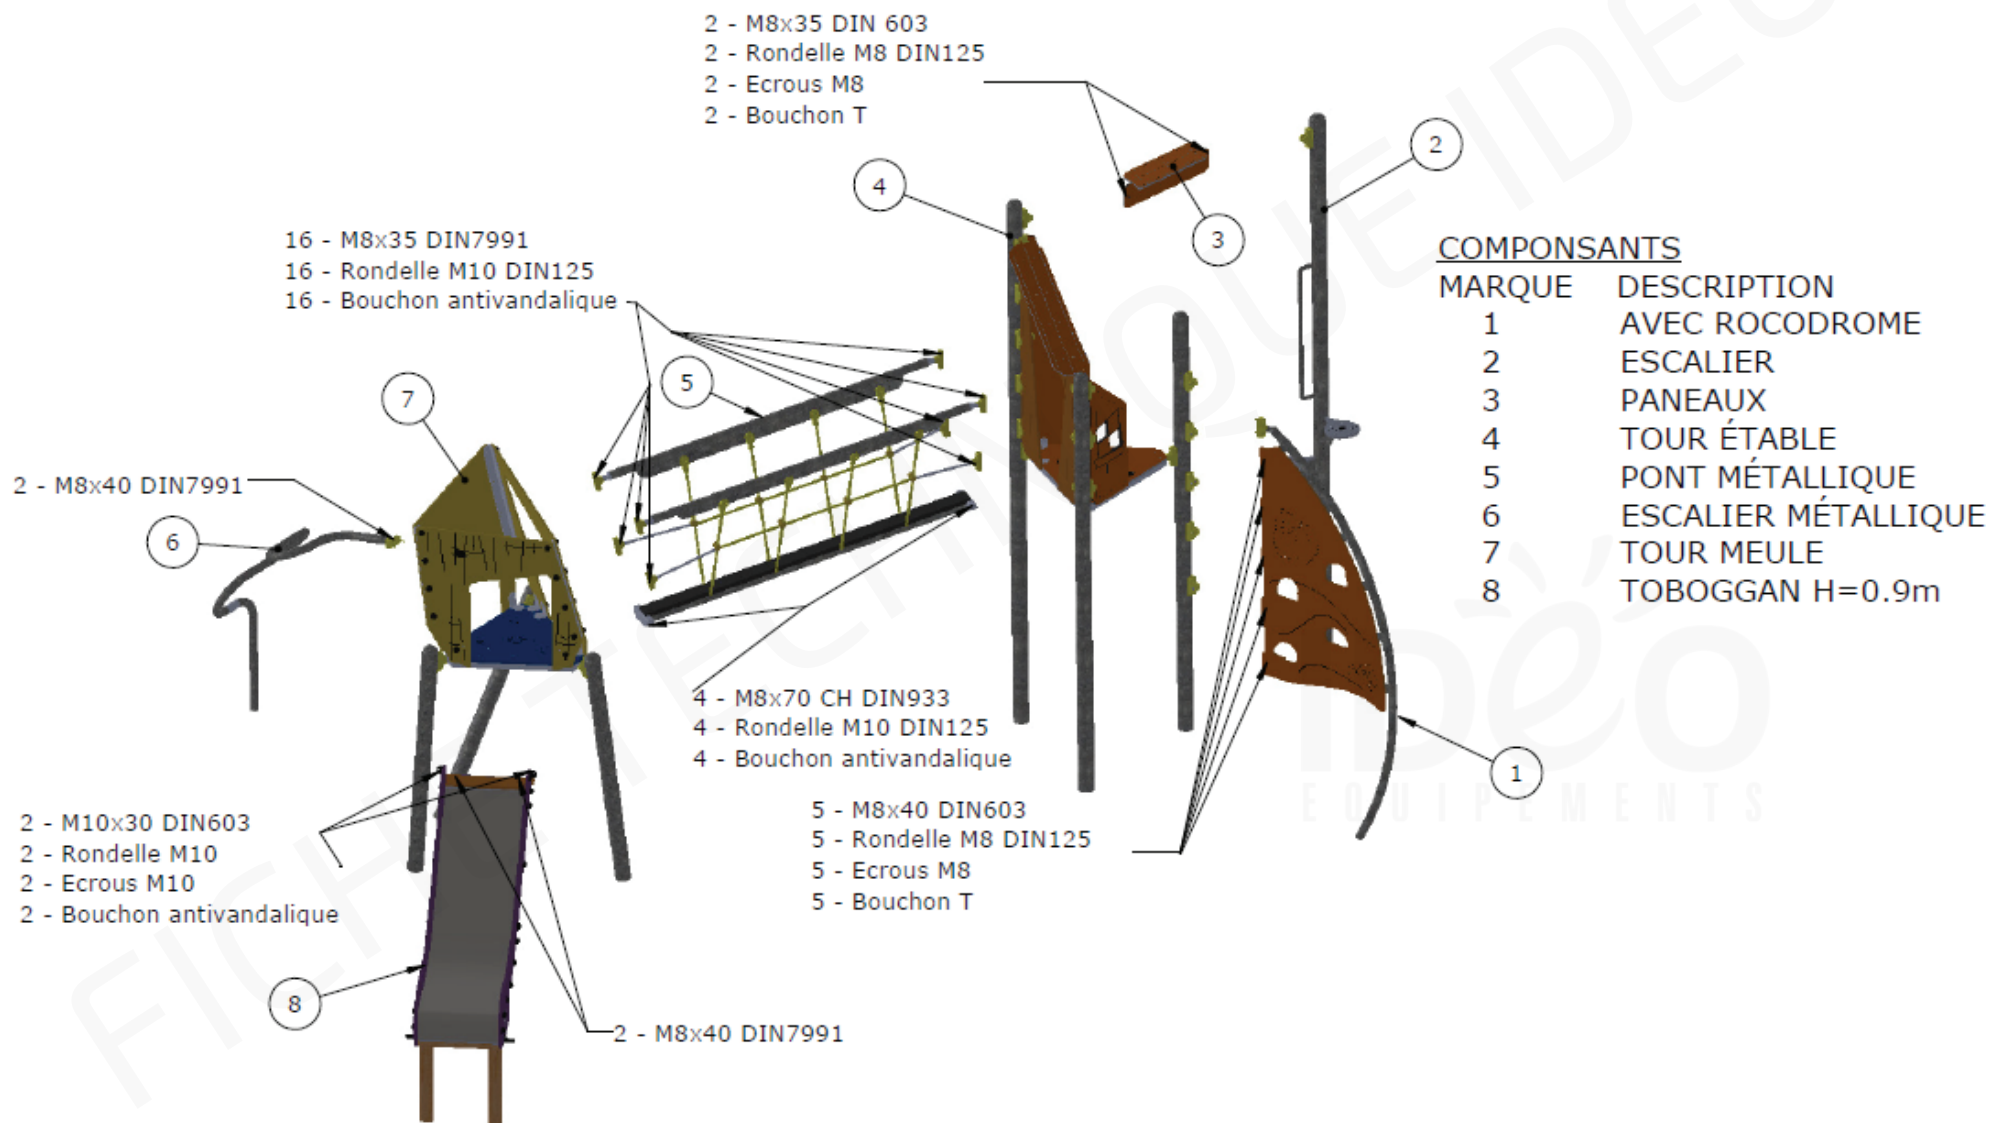 2 - M8x35 DIN 603
2 - Rondelle M8 DIN125
2 - Ecrous M8
2 - Bouchon T
2
4
3
16 - M8x35 DIN7991
16 - Rondelle M10 DIN125
16 - Bouchon antivandalique
5
7
2 - M8x40 DIN7991
6
COMPONSANTS
MARQUE DESCRIPTION
1 AVEC ROCODROME
2 ESCALIER
3 PANEAUX
4 TOUR ÉTABLE
5 PONT MÉTALLIQUE
6 ESCALIER MÉTALLIQUE
7 TOUR MEULE
8 TOBOGGAN H=0.9m
4 - M8x70 CH DIN933
4 - Rondelle M10 DIN125
4 - Bouchon antivandalique
1
5 - M8x40 DIN603
5 - Rondelle M8 DIN125
5 - Ecrous M8
5 - Bouchon T
2 - M10x30 DIN603
2 - Rondelle M10
2 - Ecrous M10
2 - Bouchon antivandalique
8
2 - M8x40 DIN7991
IDéO
EQUIPEMENTS
FICHE TECHNIQUE IDEO